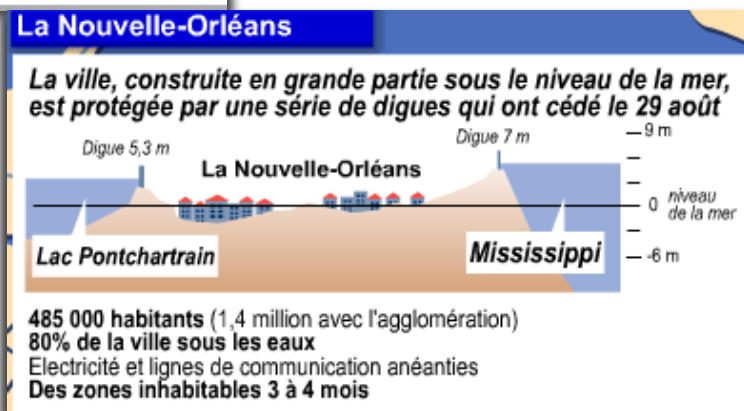 La Nouvelle-Orléans
La ville, construite en grande partie sous le niveau de la mer,
est protégée par une série de digues qui ont cédé le 29 août
Digue 5,3 m
Digue 7 m
9 m
La Nouvelle-Orléans
0 niveau
de la mer
Lac Pontchartrain
Mississippi
-6 m
485 000 habitants (1,4 million avec l'agglomération)
80% de la ville sous les eaux
Electricité et lignes de communication anéanties
Des zones inhabitables 3 à 4 mois